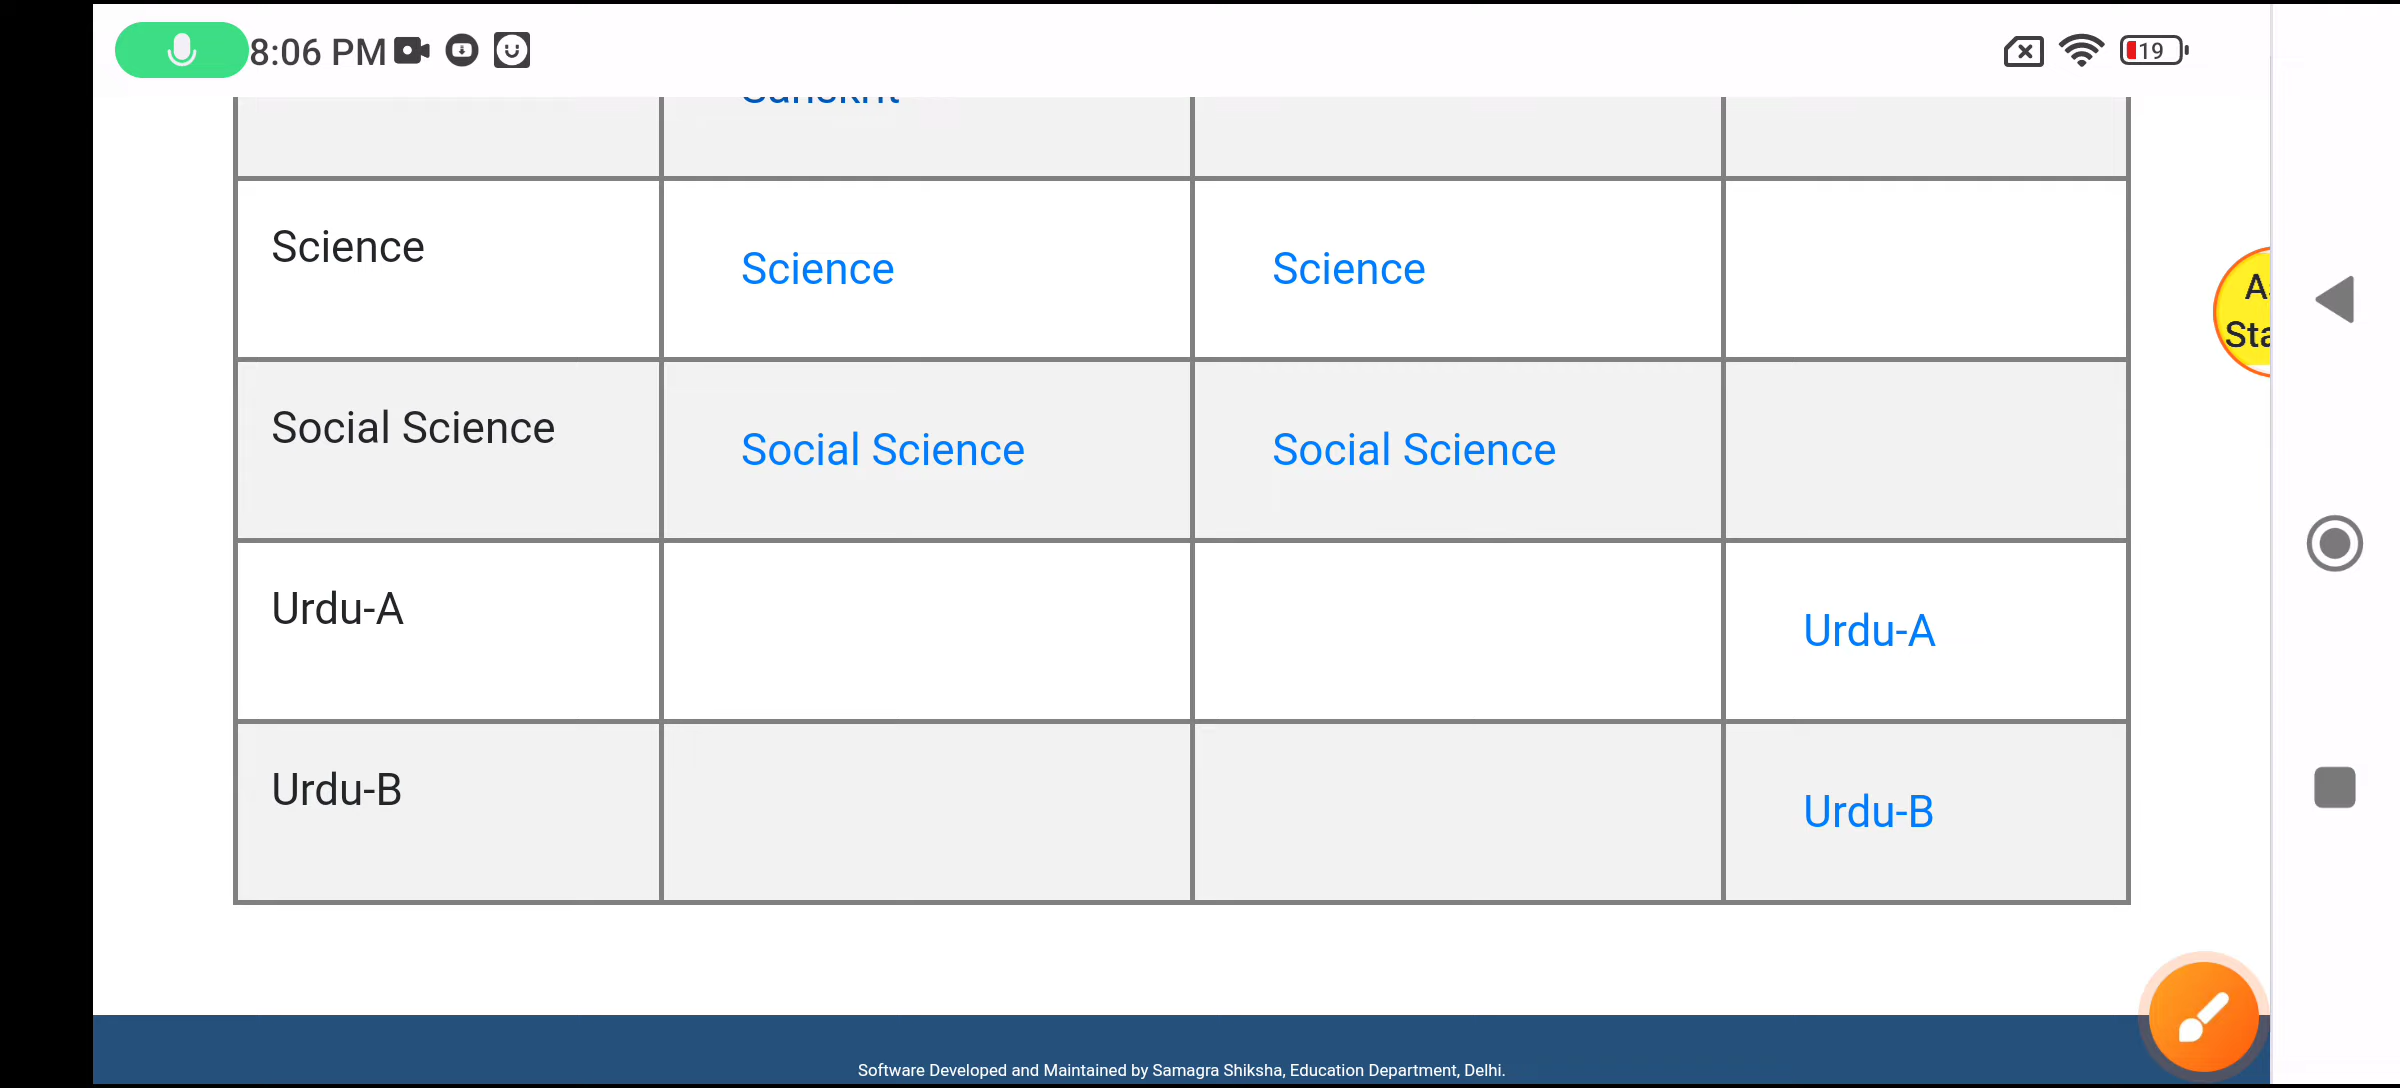 8:06 PM 19
Science Science Science
Social Science Social Science Social Science
Urdu-A Urdu-A
Urdu-B Urdu-B
Software Developed and Maintained by Samagra Shiksha, Education Department, Delhi.